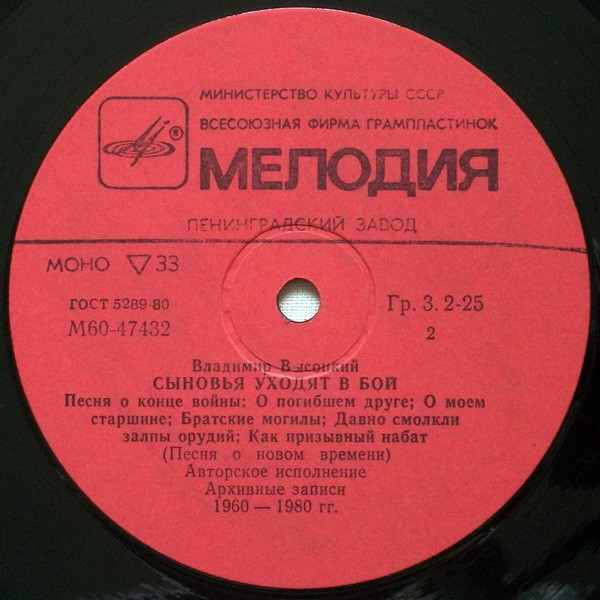 МИНИСТЕРСТВО КУЛЬТУРЫ СССР
ВСЕСОЮЗНАЯ ФИРМА ГРАМПЛАСТИНОК
®
МЕЛОДИЯ
ЛЕНИНГРАДСКИЙ ЗАВОД
МОНО ▽ 33
ГОСТ 5289-80
М60-47432
Гр. 3. 2-25
2
Владимир Высоцкий
СЫНОВЬЯ УХОДЯТ В БОЙ
Песня о конце войны; О погибшем друге; О моем
старшине; Братские могилы; Давно смолкли
залпы орудий; Как призывный набат
(Песня о новом времени)
Авторское исполнение
Архивные записи
1960 — 1980 гг.